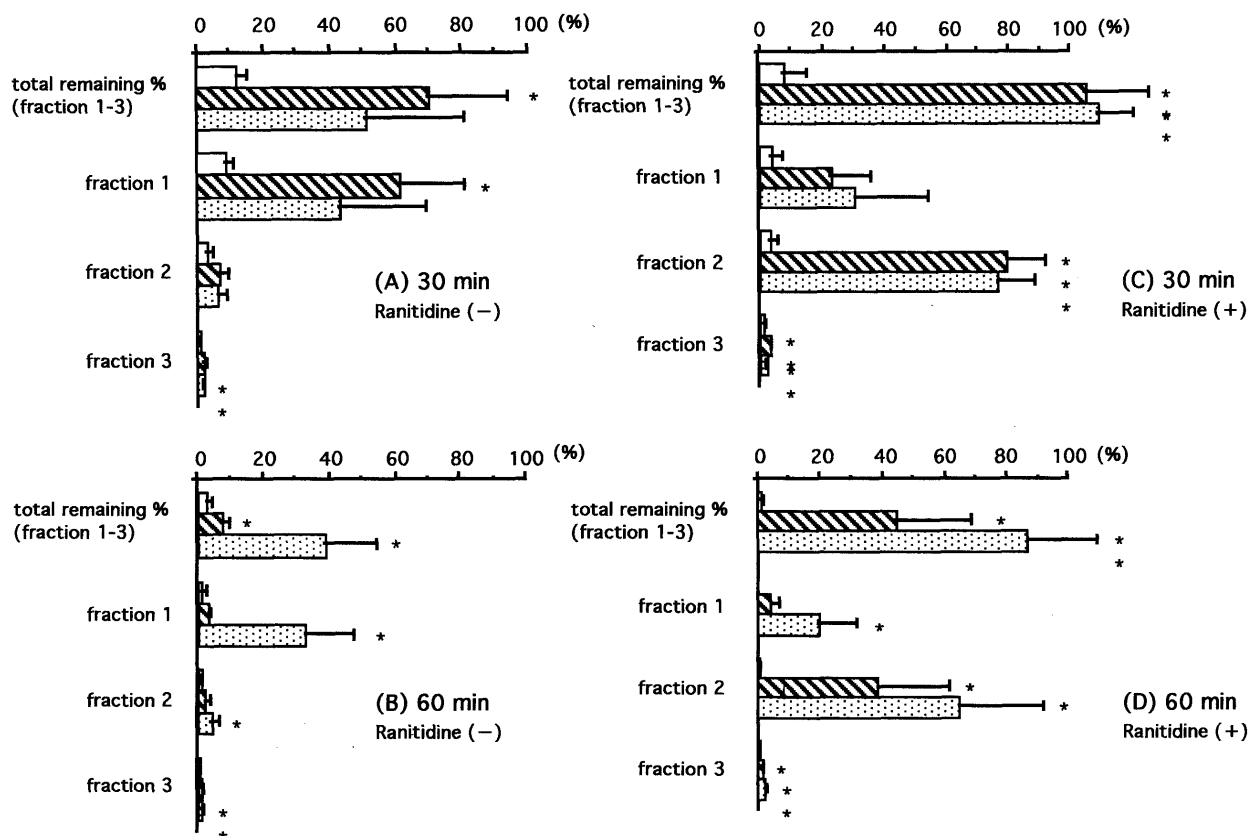 0 20 40 60 80 100 (%)
total remaining %
(fraction 1-3)
*
fraction 1
*
fraction 2
(A) 30 min
Ranitidine (−)
fraction 3
*
*
0 20 40 60 80 100 (%)
total remaining %
(fraction 1-3)
*
*
*
fraction 1
fraction 2
*
*
*
(C) 30 min
Ranitidine (+)
fraction 3
*
*
*
*
0 20 40 60 80 100 (%)
total remaining %
(fraction 1-3)
*
*
fraction 1
*
fraction 2
*
(B) 60 min
Ranitidine (−)
fraction 3
*
*
0 20 40 60 80 100 (%)
total remaining %
(fraction 1-3)
*
*
*
fraction 1
*
fraction 2
*
*
(D) 60 min
Ranitidine (+)
fraction 3
*
*
*